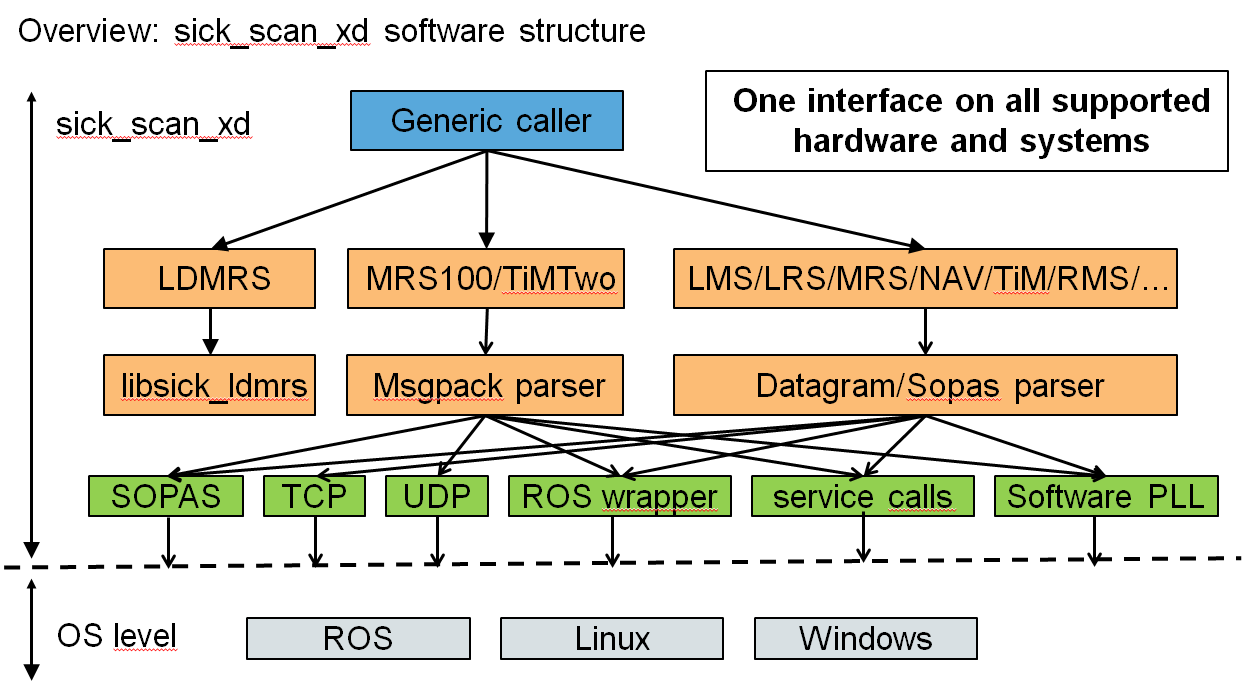 Overview: sick_scan_xd software structure
sick_scan_xd
Generic caller
One interface on all supported
hardware and systems
LDMRS
MRS100/TiMTwo
LMS/LRS/MRS/NAV/TiM/RMS/...
libsick_ldmrs
Msgpack parser
Datagram/Sopas parser
SOPAS
TCP
UDP
ROS wrapper
service calls
Software PLL
OS level
ROS
Linux
Windows